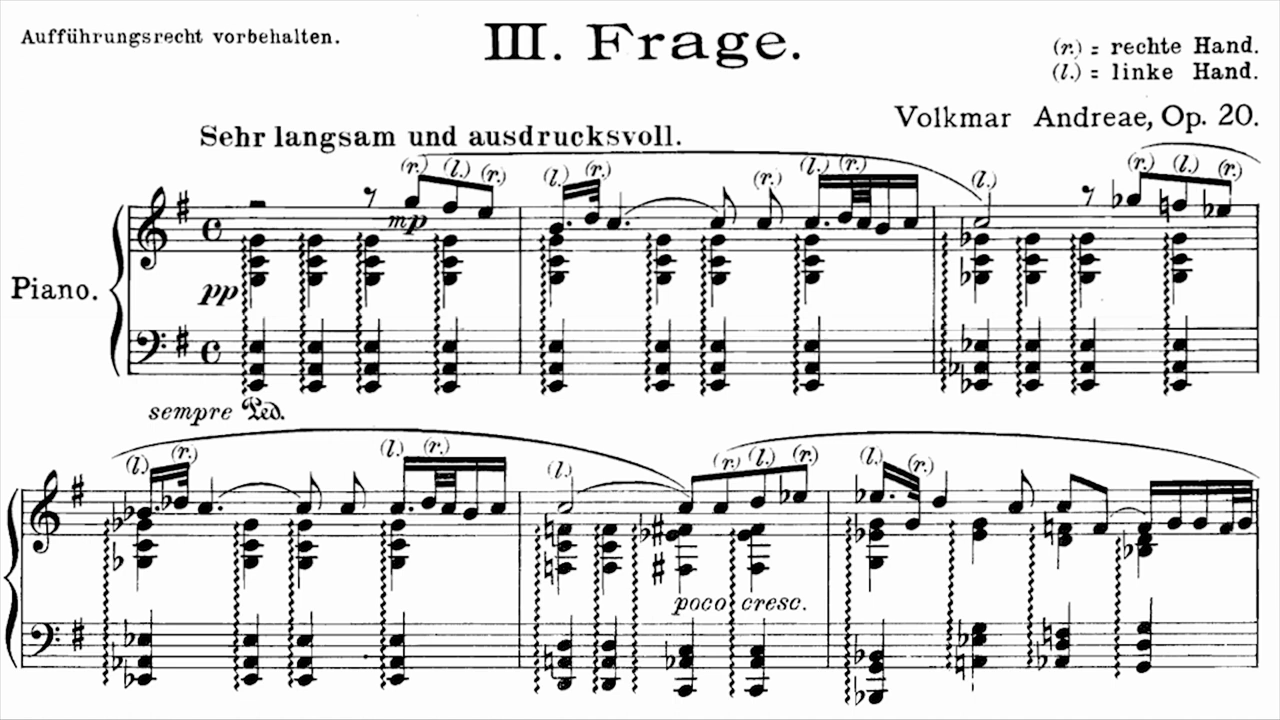 Aufführungsrecht vorbehalten.
III. Frage.
(r.) = rechte Hand.
(l.) = linke Hand.
Volkmar Andreae, Op. 20.
Sehr langsam und ausdrucksvoll.
(r.) (l.) (r.) (l.) (r.) (r.) (l.) (r.) (l.) (r.) (l.) (r.)
mp
Piano.
pp
sempre Ped.
(l.) (r.) (l.) (r.) (l.) (r.) (l.) (r.) (l.) (r.)
poco cresc.